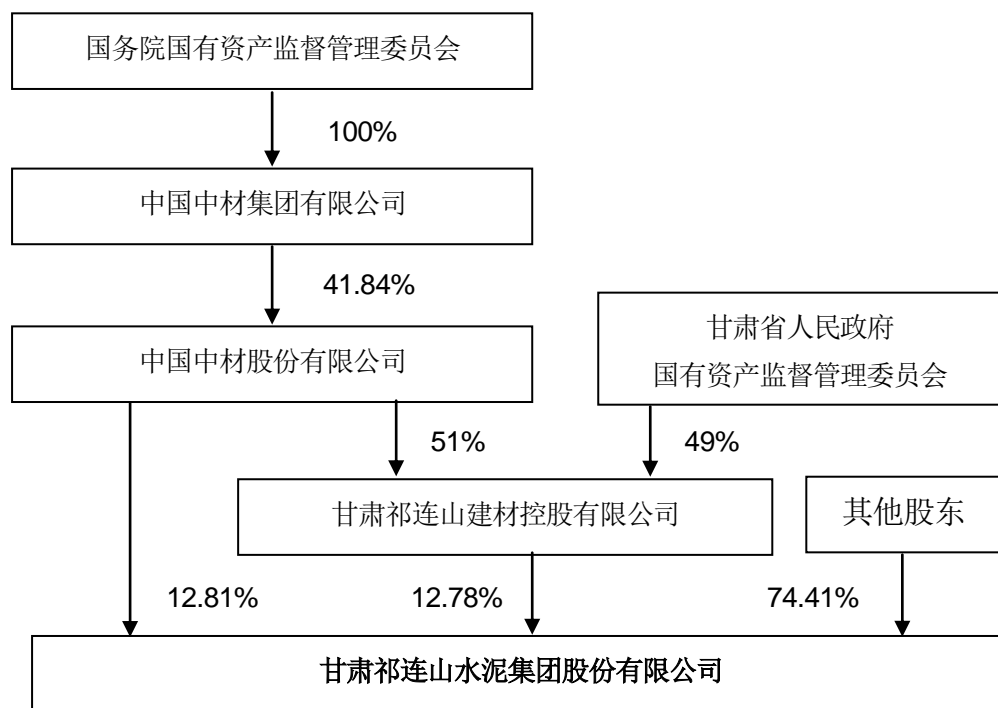 国务院国有资产监督管理委员会
100%
中国中材集团有限公司
41.84%
中国中材股份有限公司
甘肃省人民政府
国有资产监督管理委员会
51%
49%
甘肃祁连山建材控股有限公司
其他股东
12.81%
12.78%
74.41%
甘肃祁连山水泥集团股份有限公司